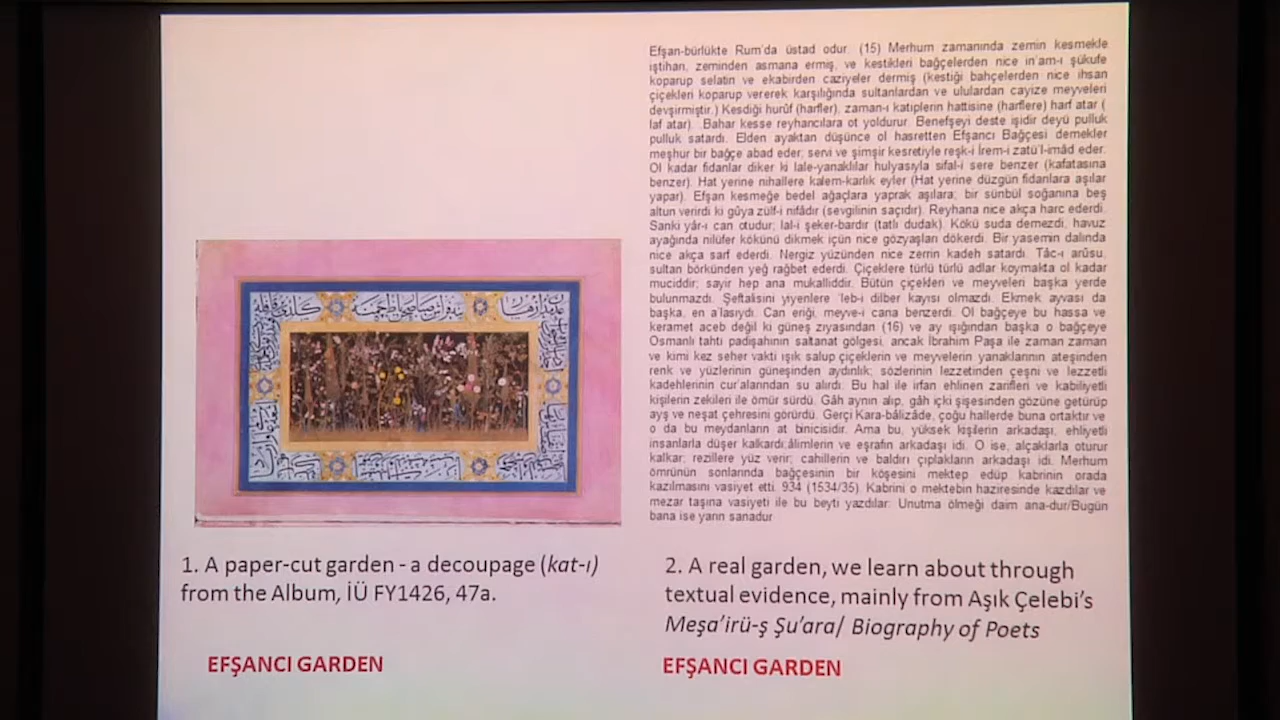 Efşan-bürlükte Rum'da üstad odur. (15) Merhum zamanında zemin kesmekle
iştihan, zeminden asmana ermiş, ve kestikleri bağçelerden nice in'am-ı şükufe
koparup selatin ve ekabirden caziyeler dermiş (kestiği bahçelerden nice ihsan
çiçekleri koparup vererek karşılığında sultanlardan ve ululardan cayize meyveleri
devşirmiştir.) Kesdiği hurûf (harfler), zaman-ı katiplerin hattisine (harflere) harf atar (
laf atar). Bahar kesse reyhancılara ot yoldurur. Benefşeyi deste işidir deyü pulluk
pulluk satardı. Elden ayaktan düşünce ol hasretten Efşancı Bağçesi demekler
meşhur bir bağçe abad eder; servi ve şimşir kesretiyle reşk-i İrem-i zatü'l-imâd eder.
Ol kadar fidanlar diker ki lale-yanaklılar hulyasıyla sıfal-i sere benzer (kafatasına
benzer). Hat yerine nihallere kalem-karlık eyler (Hat yerine düzgün fidanlara aşılar
yapar). Efşan kesmeğe bedel ağaçlara yaprak aşılara; bir sünbül soğanına beş
altun verirdi ki gûya zülf-i nifâdır (sevgilinin saçıdır). Reyhana nice akça harc ederdi.
Sanki yâr-ı can otudur; lal-i şeker-bardır (tatlı dudak). Kökü suda demezdi, havuz
ayağında nilüfer kökünü dikmek içün nice gözyaşları dökerdi. Bir yasemin dalında
nice akça sarf ederdi. Nergiz yüzünden nice zerrin kadeh satardı. Tâc-ı arûsu,
sultan börkünden yeğ rağbet ederdi. Çiçeklere türlü türlü adlar koymakta ol kadar
muciddir; sayir hep ana mukalliddir. Bütün çiçekleri ve meyveleri başka yerde
bulunmazdı. Şeftalisini yiyenlere 'leb-i dilber kayısı olmazdı. Ekmek ayvası da
başka, en a'lasıydı. Can eriği, meyve-i cana benzerdi. Ol bağçeye bu hassa ve
keramet aceb değil ki güneş zıyasından (16) ve ay ışığından başka o bağçeye
Osmanlı tahtı padişahının saltanat gölgesi, ancak İbrahim Paşa ile zaman zaman
ve kimi kez seher vakti ışık salup çiçeklerin ve meyvelerin yanaklarının ateşinden
renk ve yüzlerinin güneşinden aydınlık; sözlerinin lezzetinden çeşni ve lezzetli
kadehlerinin cur'alarından su alırdı. Bu hal ile irfan ehlinen zarifleri ve kabiliyetli
kişilerin zekileri ile ömür sürdü. Gâh aynın alıp, gâh içki şişesinden gözüne getürüp
ayş ve neşat çehresini görürdü. Gerçi Kara-bâlizâde, çoğu hallerde buna ortaktır ve
o da bu meydanların at binicisidir. Ama bu, yüksek kişilerin arkadaşı, ehliyetli
insanlarla düşer kalkardı;âlimlerin ve eşrafın arkadaşı idi. O ise, alçaklarla oturur
kalkar; rezillere yüz verir; cahillerin ve baldırı çıplakların arkadaşı idi. Merhum
ömrünün sonlarında bağçesinin bir köşesini mektep edüp kabrinin orada
kazılmasını vasiyet etti. 934 (1534/35). Kabrini o mektebin haziresinde kazdılar ve
mezar taşına vasiyeti ile bu beyti yazdılar: Unutma ölmeği daim ana-dur/Bugün
bana ise yarın sanadur
1. A paper-cut garden - a decoupage (kat-ı)
from the Album, İÜ FY1426, 47a.
EFŞANCI GARDEN
2. A real garden, we learn about through
textual evidence, mainly from Aşık Çelebi's
Meşa'irü-ş Şu'ara/ Biography of Poets
EFŞANCI GARDEN